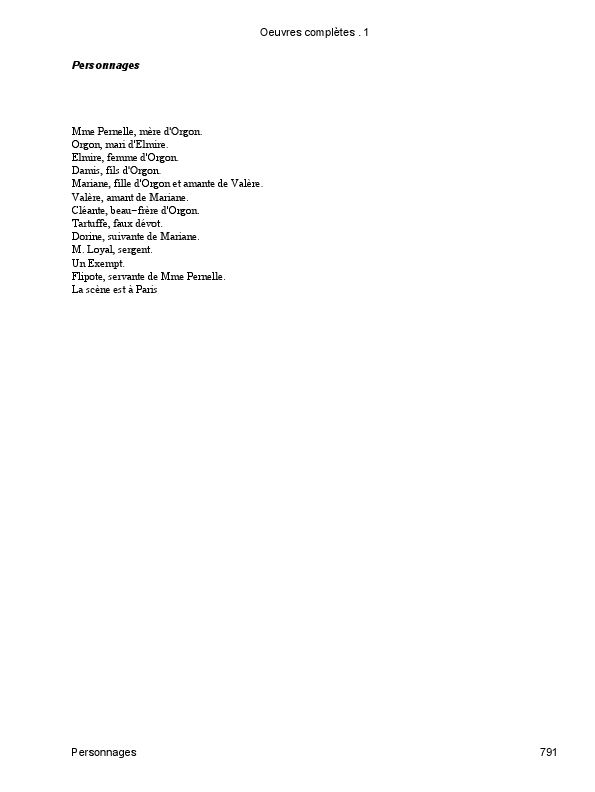 Oeuvres complètes . 1
Personnages
Mme Pernelle, mère d'Orgon.
Orgon, mari d'Elmire.
Elmire, femme d'Orgon.
Damis, fils d'Orgon.
Mariane, fille d'Orgon et amante de Valère.
Valère, amant de Mariane.
Cléante, beau−frère d'Orgon.
Tartuffe, faux dévot.
Dorine, suivante de Mariane.
M. Loyal, sergent.
Un Exempt.
Flipote, servante de Mme Pernelle.
La scène est à Paris
Personnages 791